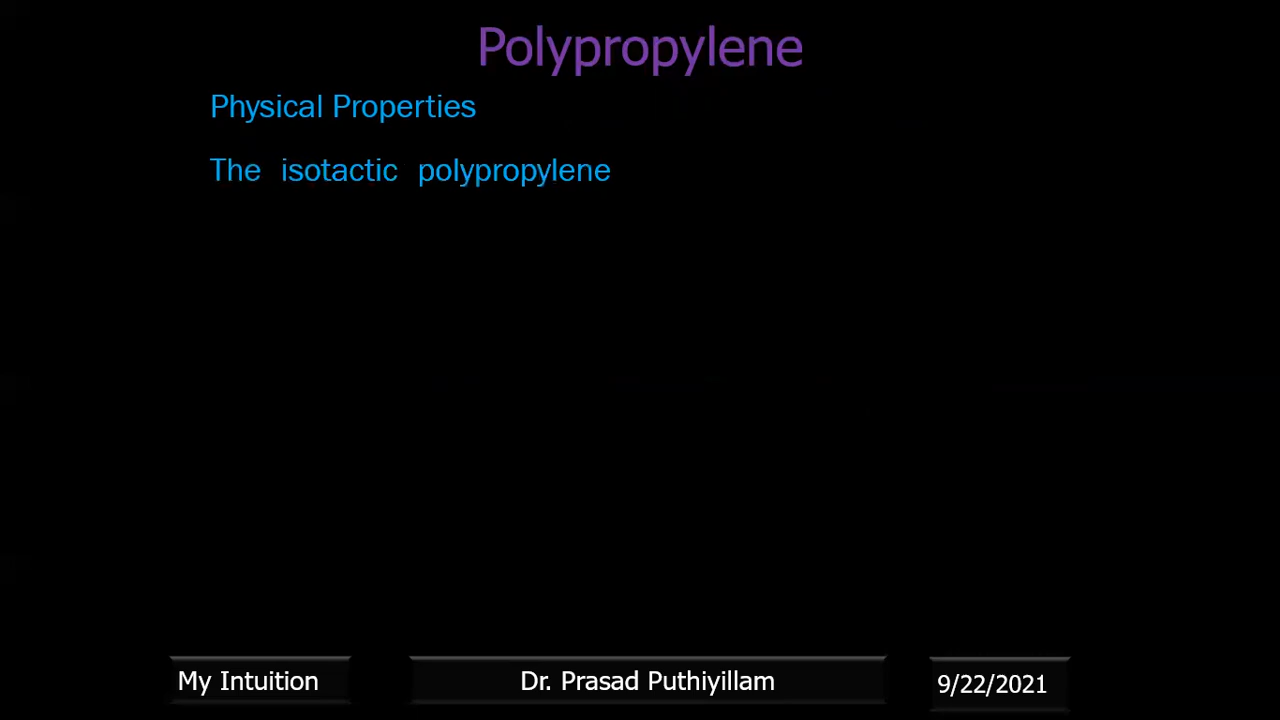 Polypropylene
Physical Properties
The isotactic polypropylene
My Intuition
Dr. Prasad Puthiyillam
9/22/2021